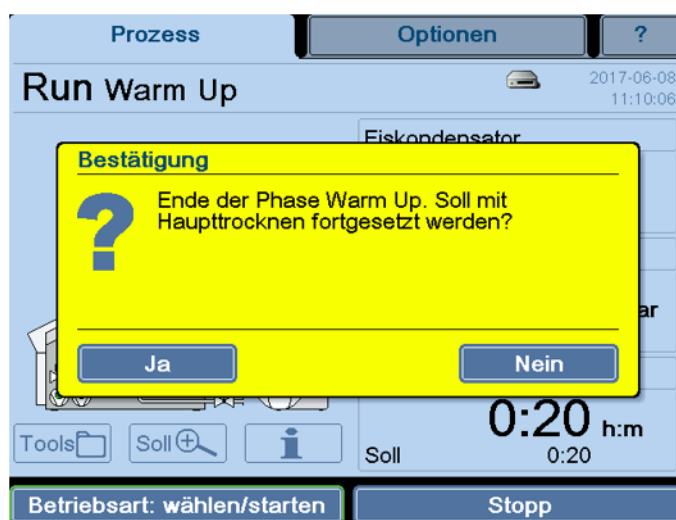 Prozess
Optionen
?
Run Warm Up
2017-06-08
11:10:06
Eiskondensator
Bestätigung
?
Ende der Phase Warm Up. Soll mit
Haupttrocknen fortgesetzt werden?
ar
Ja
Nein
0:20 h:m
Tools
Soll
i
Soll
0:20
Betriebsart: wählen/starten
Stopp